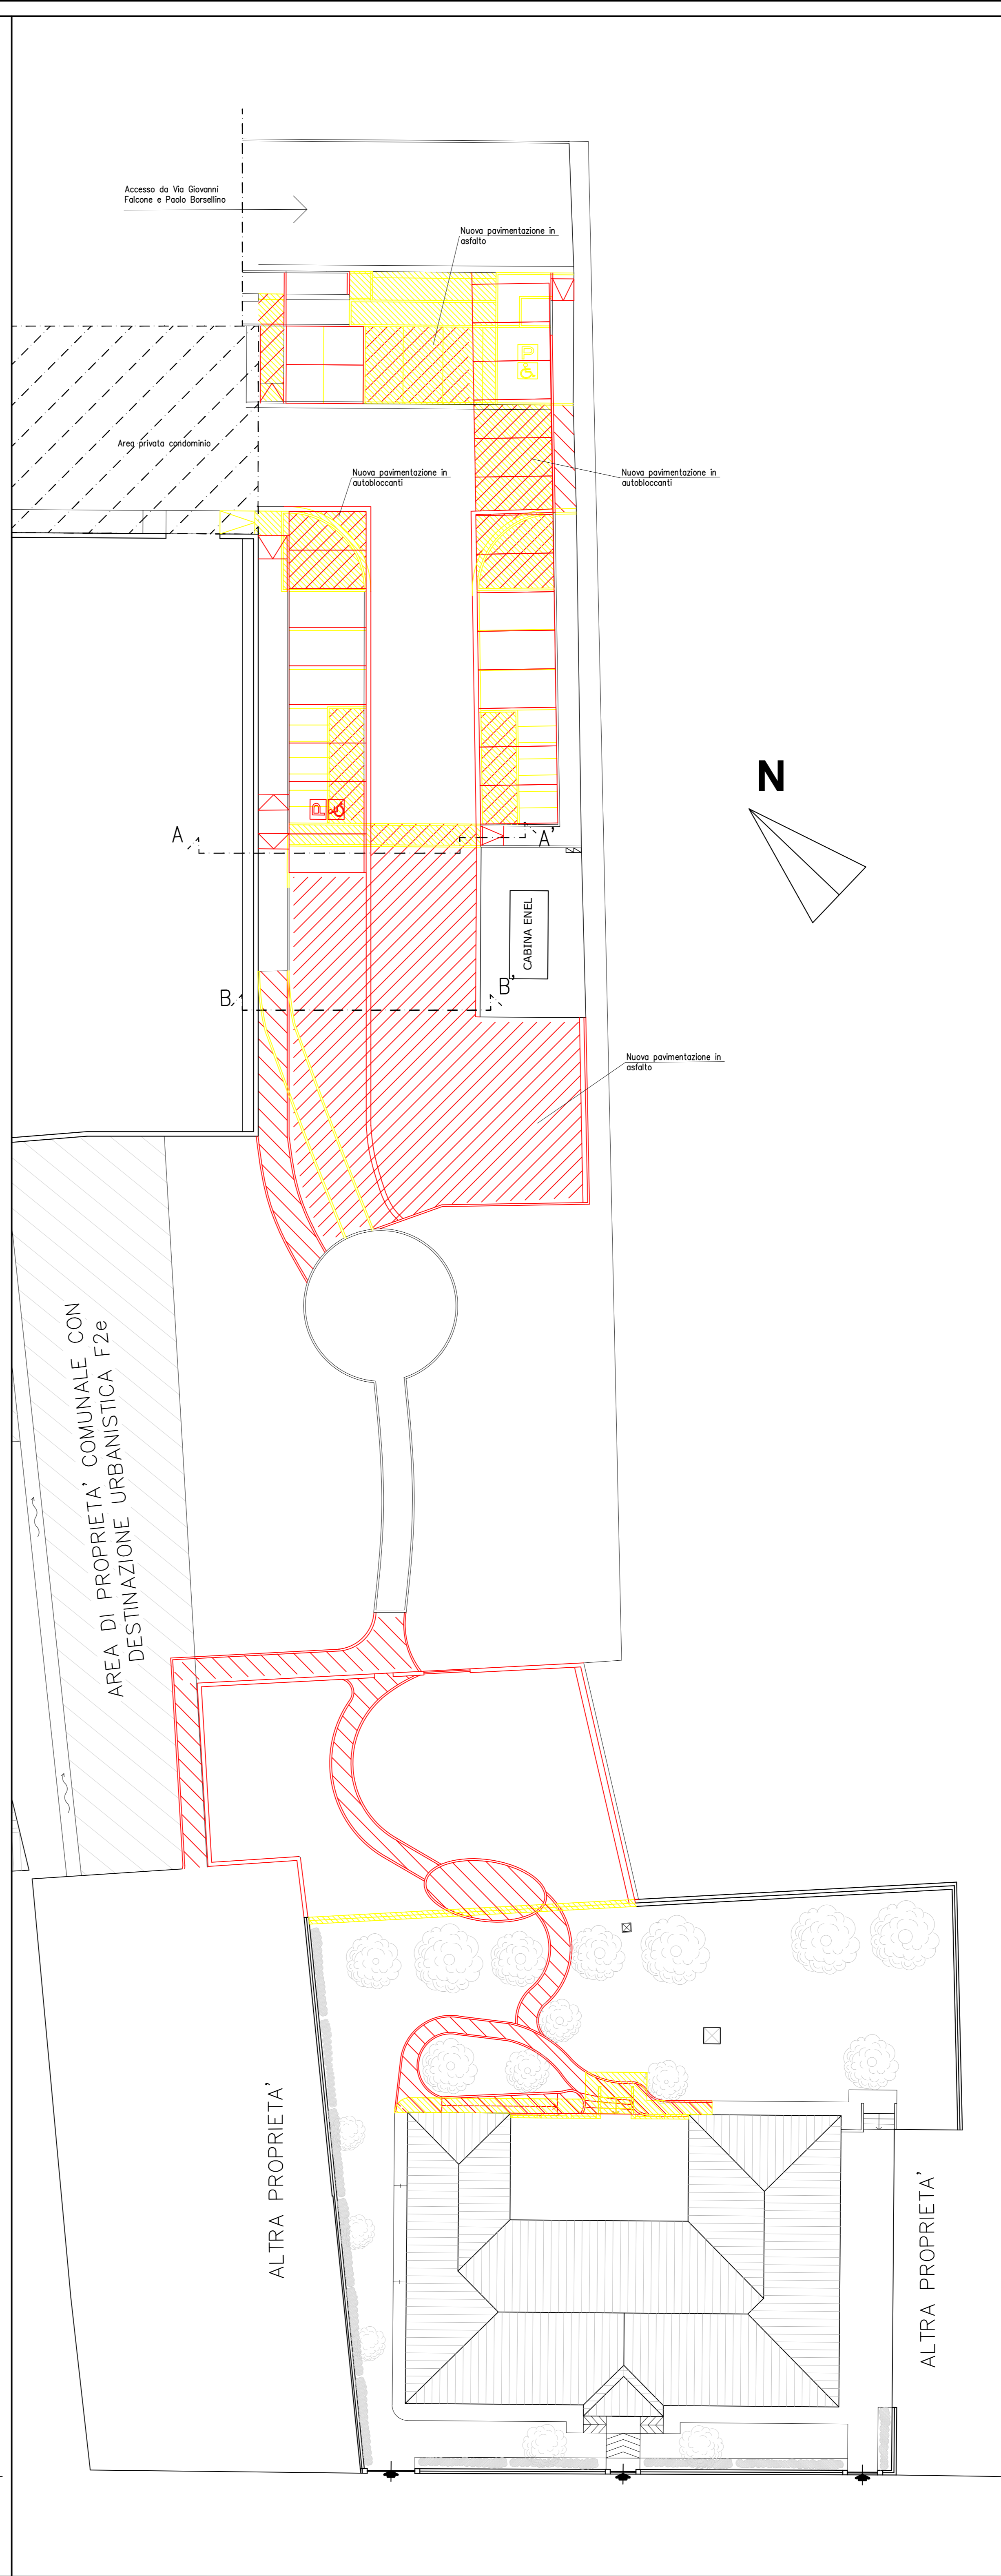 Accesso da Via Giovanni
Falcone e Paolo Borsellino
Nuova pavimentazione in
asfalto
P
Area privata condominio
Nuova pavimentazione in
autobloccanti
Nuova pavimentazione in
autobloccanti
N
P
A
A'
CABINA ENEL
B
B'
Nuova pavimentazione in
asfalto
AREA DI PROPRIETA' COMUNALE CON
DESTINAZIONE URBANISTICA F2e
ALTRA PROPRIETA'
ALTRA PROPRIETA'